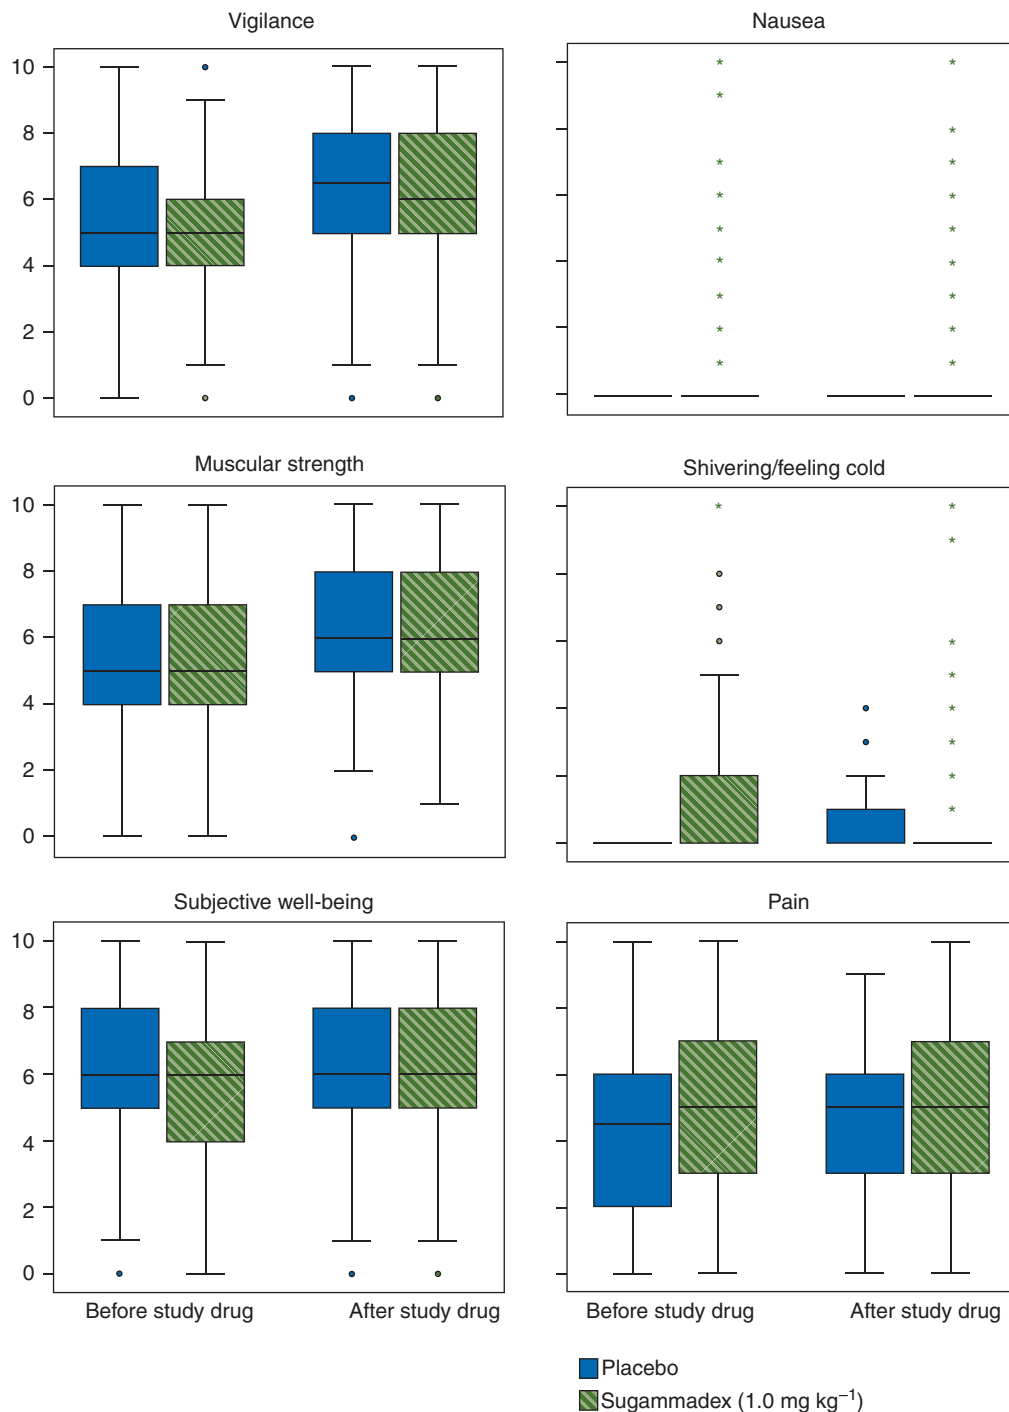 Vigilance
Nausea
10
8
6
4
2
0
Muscular strength
Shivering/feeling cold
10
8
6
4
2
0
Subjective well-being
Pain
10
8
6
4
2
0
Before study drug
After study drug
Before study drug
After study drug
Placebo
Sugammadex (1.0 mg kg⁻¹)